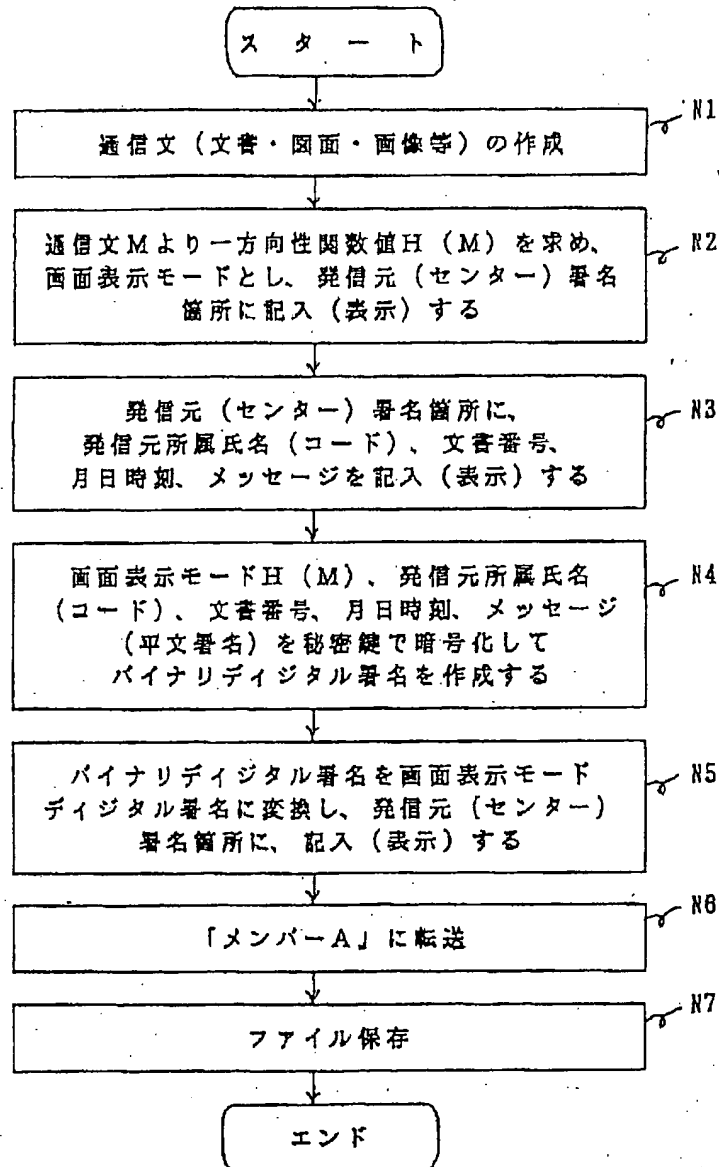 スタート
N1
通信文（文書・図面・画像等）の作成
N2
通信文Mより一方向性関数値H（M）を求め、
画面表示モードとし、発信元（センター）署名
箇所に記入（表示）する
N3
発信元（センター）署名箇所に、
発信元所属氏名（コード）、文書番号、
月日時刻、メッセージを記入（表示）する
N4
画面表示モードH（M）、発信元所属氏名
（コード）、文書番号、月日時刻、メッセージ
（平文署名）を秘密鍵で暗号化して
バイナリディジタル署名を作成する
N5
バイナリディジタル署名を画面表示モード
ディジタル署名に変換し、発信元（センター）
署名箇所に、記入（表示）する
N6
「メンバーA」に転送
N7
ファイル保存
エンド